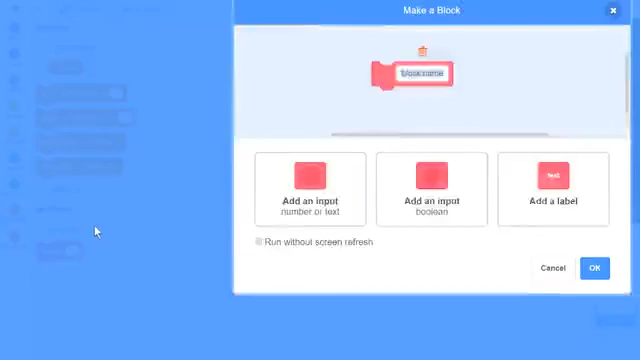 Make a Block
block name
text
Add an input
number or text
Add an input
boolean
Add a label
Run without screen refresh
Cancel
OK